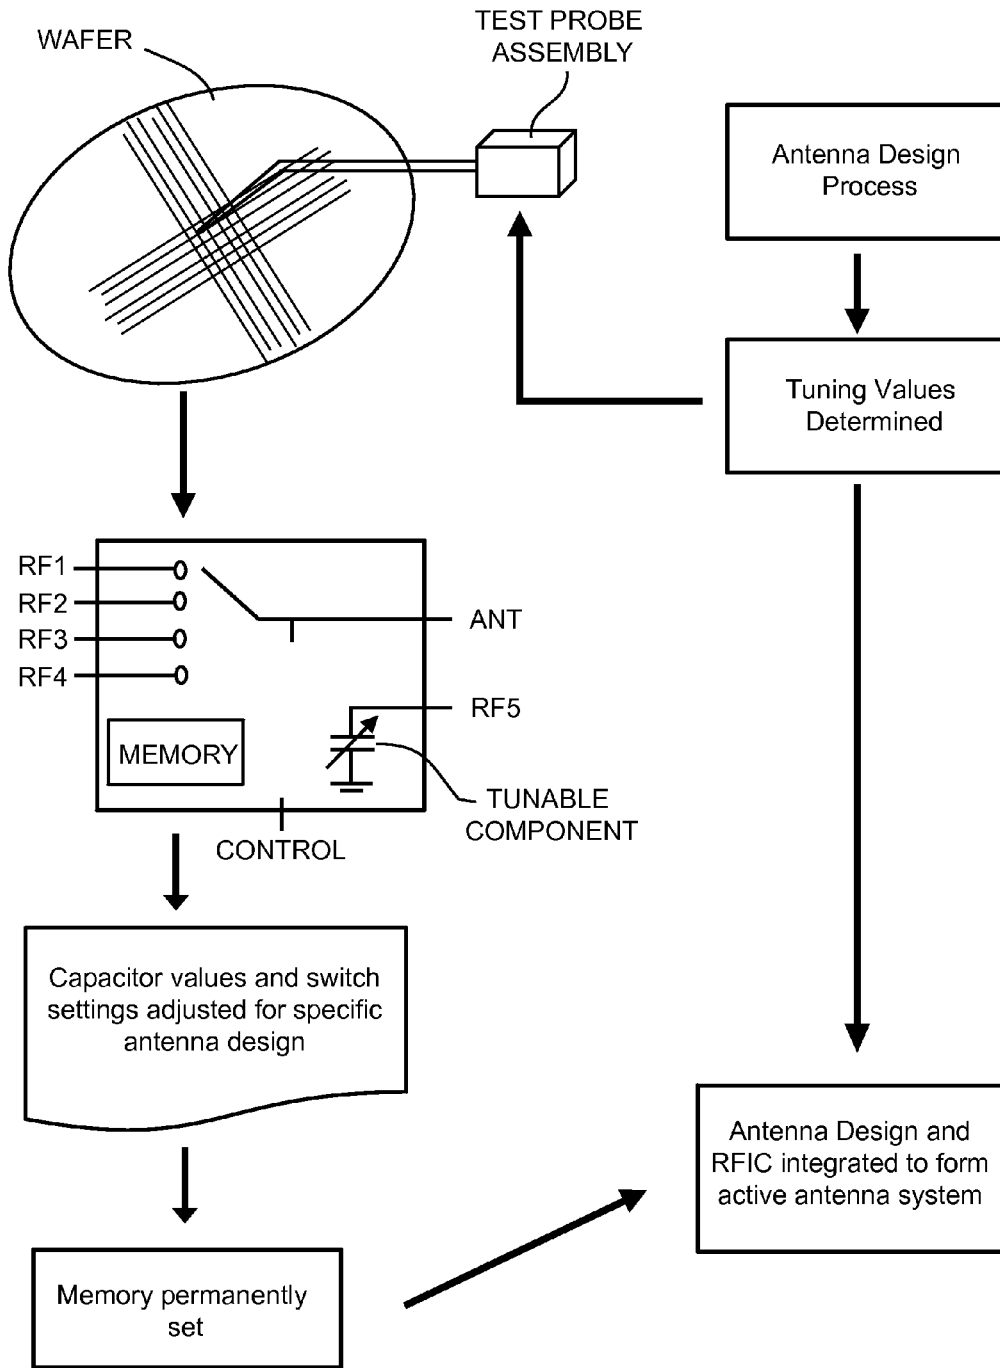 WAFER
TEST PROBE
ASSEMBLY
Antenna Design
Process
Tuning Values
Determined
RF1
RF2
RF3
RF4
ANT
RF5
MEMORY
TUNABLE
COMPONENT
CONTROL
Capacitor values and switch
settings adjusted for specific
antenna design
Antenna Design and
RFIC integrated to form
active antenna system
Memory permanently
set